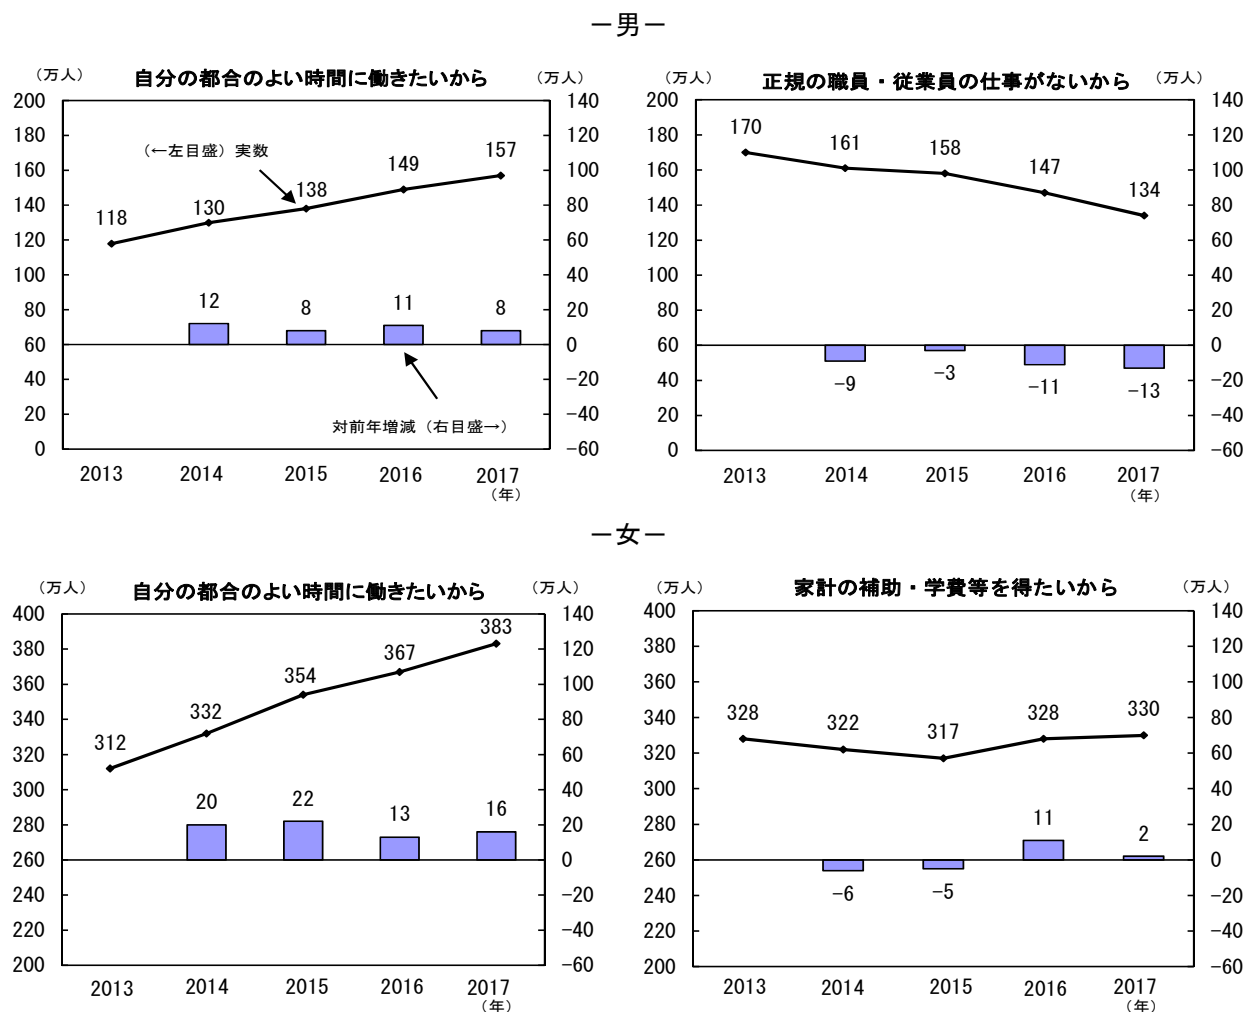 －男－
（万人） 自分の都合のよい時間に働きたいから （万人）
200 140
180 120
160 100
140 80
120 60
100 40
80 20
60 0
40 −20
20 −40
0 −60
（←左目盛）実数
118 130 138 149 157
12 8 11 8
対前年増減（右目盛→）
2013 2014 2015 2016 2017
（年）
（万人） 正規の職員・従業員の仕事がないから （万人）
200 140
180 120
160 100
140 80
120 60
100 40
80 20
60 0
40 −20
20 −40
0 −60
170 161 158 147 134
−9 −3 −11 −13
2013 2014 2015 2016 2017
（年）
－女－
（万人） 自分の都合のよい時間に働きたいから （万人）
400 140
380 120
360 100
340 80
320 60
300 40
280 20
260 0
240 −20
220 −40
200 −60
312 332 354 367 383
20 22 13 16
2013 2014 2015 2016 2017
（年）
（万人） 家計の補助・学費等を得たいから （万人）
400 140
380 120
360 100
340 80
320 60
300 40
280 20
260 0
240 −20
220 −40
200 −60
328 322 317 328 330
−6 −5 11 2
2013 2014 2015 2016 2017
（年）